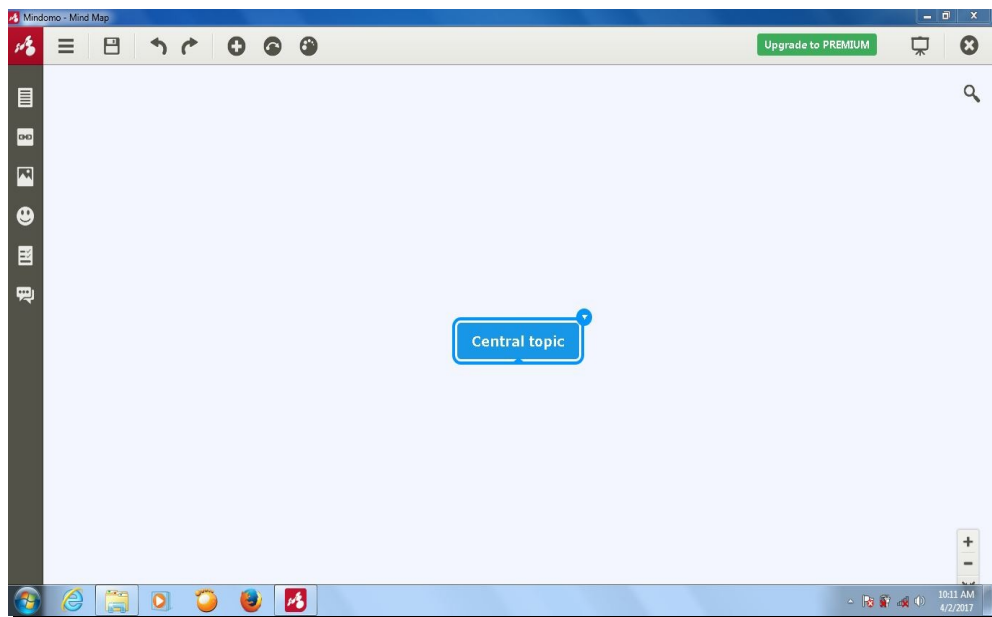 Mindomo - Mind Map
Upgrade to PREMIUM
Central topic
10:11 AM
4/2/2017